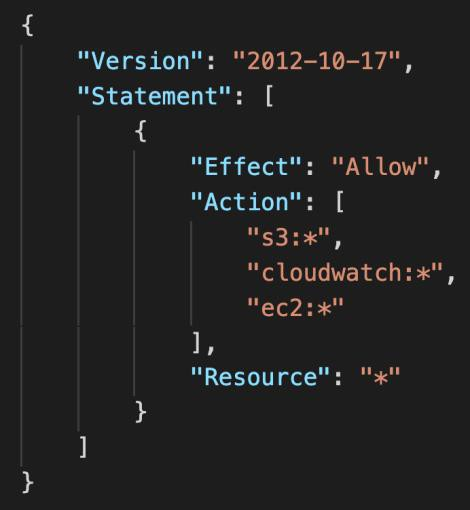 {
    "Version": "2012-10-17",
    "Statement": [
        {
            "Effect": "Allow",
            "Action": [
                "s3:*",
                "cloudwatch:*",
                "ec2:*"
            ],
            "Resource": "*"
        }
    ]
}